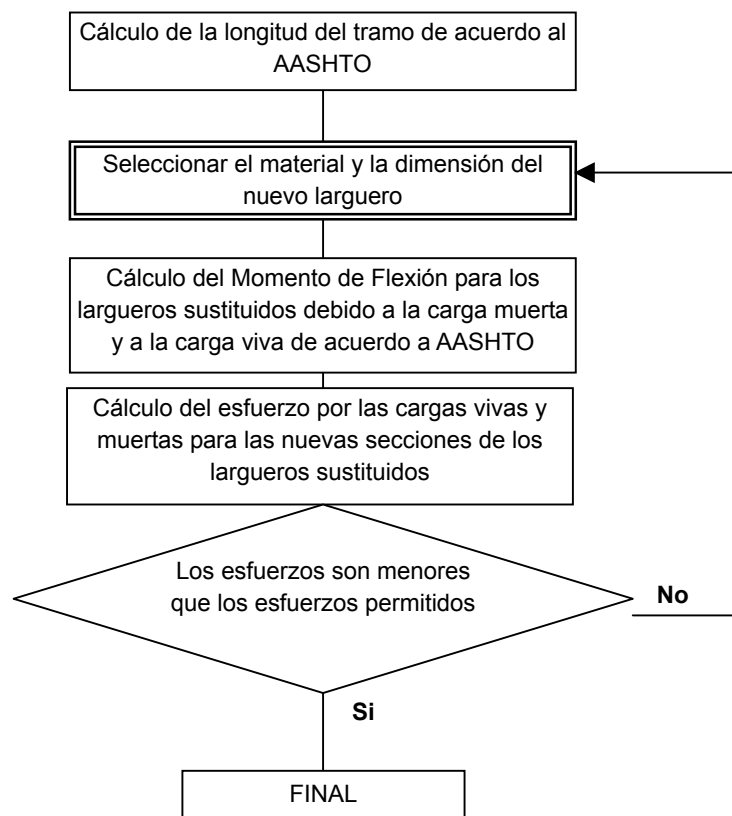 Cálculo de la longitud del tramo de acuerdo al
AASHTO
Seleccionar el material y la dimensión del
nuevo larguero
Cálculo del Momento de Flexión para los
largueros sustituidos debido a la carga muerta
y a la carga viva de acuerdo a AASHTO
Cálculo del esfuerzo por las cargas vivas y
muertas para las nuevas secciones de los
largueros sustituidos
Los esfuerzos son menores
que los esfuerzos permitidos
No
Si
FINAL